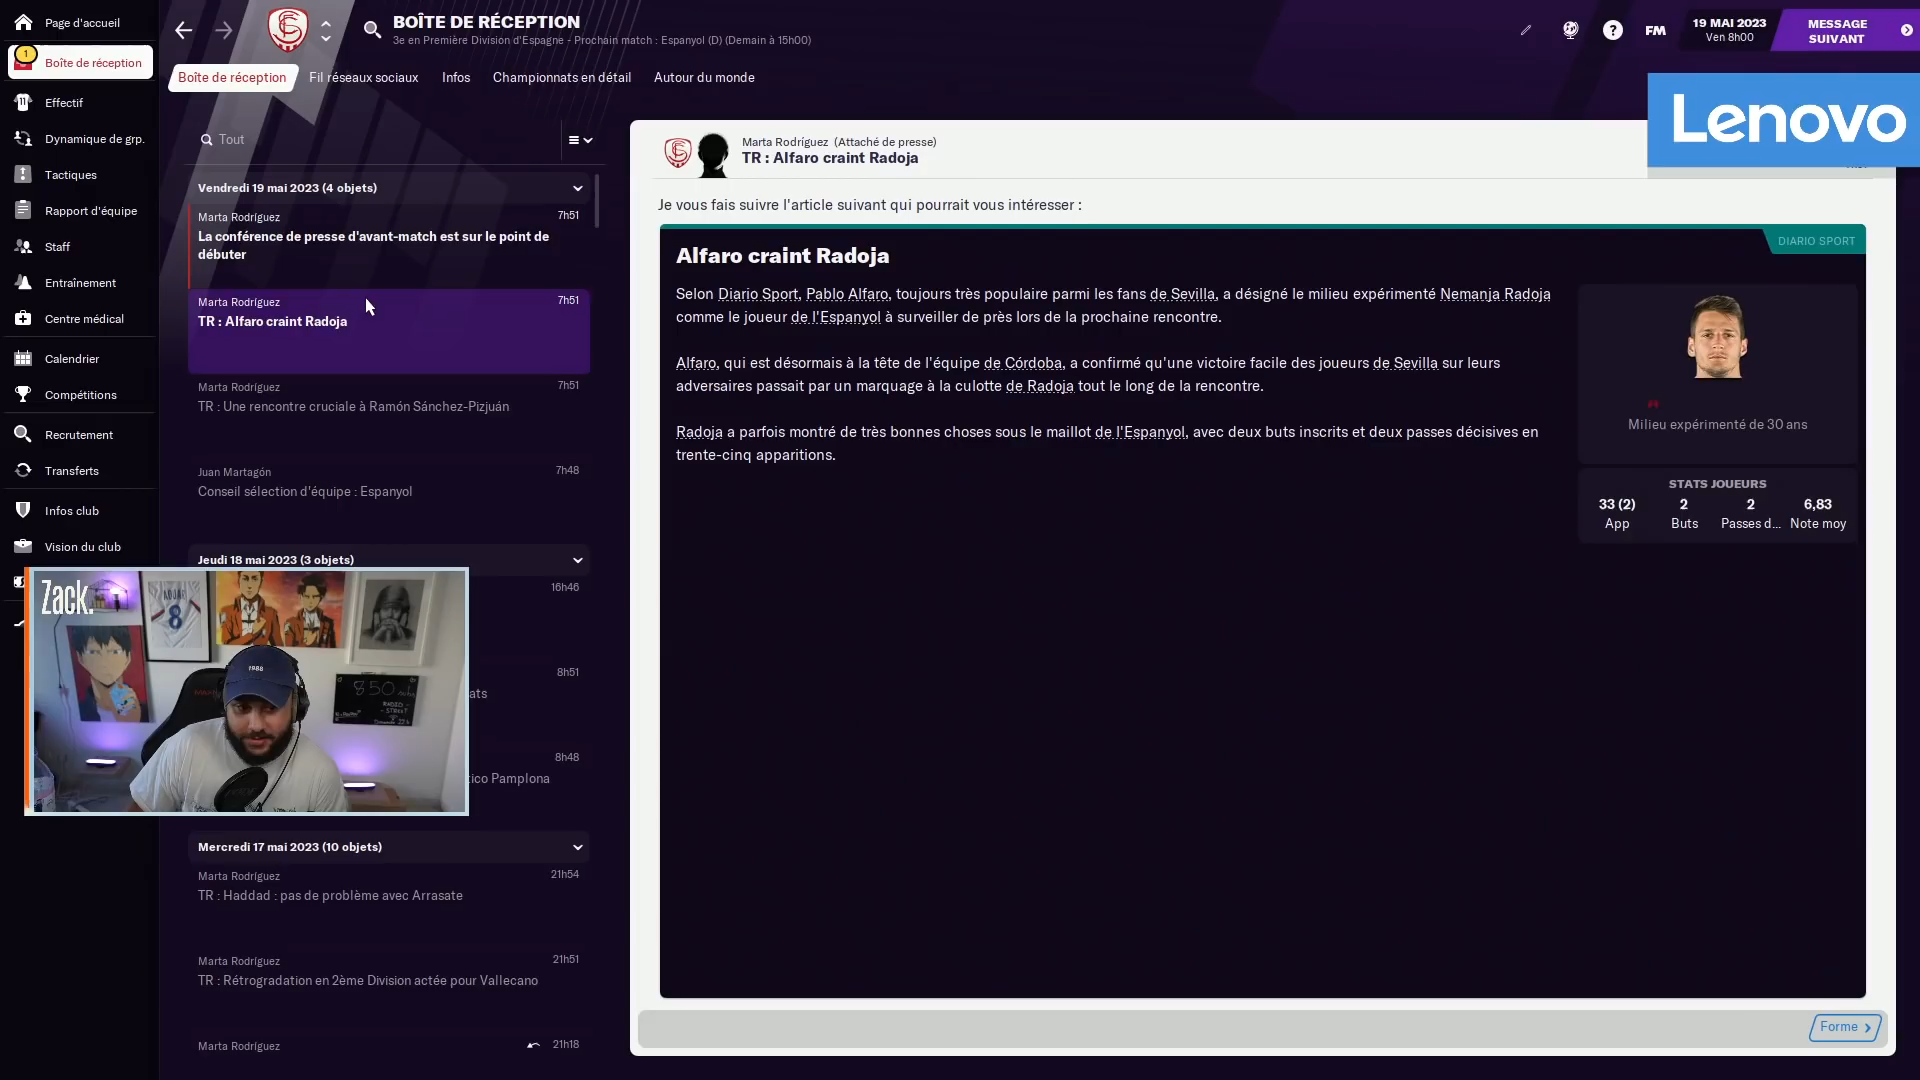 Page d'accueil
1
Boîte de réception
Effectif
Dynamique de grp.
Tactiques
Rapport d'équipe
Staff
Entraînement
Centre médical
Calendrier
Compétitions
Recrutement
Transferts
Infos club
Vision du club
BOÎTE DE RÉCEPTION
3e en Première Division d'Espagne - Prochain match : Espanyol (D) (Demain à 15h00)
FM
19 MAI 2023
Ven 8h00
MESSAGE
SUIVANT
Boîte de réception
Fil réseaux sociaux
Infos
Championnats en détail
Autour du monde
Lenovo
Tout
Vendredi 19 mai 2023 (4 objets)
Marta Rodríguez 7h51
La conférence de presse d'avant-match est sur le point de
débuter
Marta Rodríguez 7h51
TR : Alfaro craint Radoja
Marta Rodríguez 7h51
TR : Une rencontre cruciale à Ramón Sánchez-Pizjuán
Juan Martagón 7h48
Conseil sélection d'équipe : Espanyol
Jeudi 18 mai 2023 (3 objets)
16h46
8h51
ats
8h48
tico Pamplona
Mercredi 17 mai 2023 (10 objets)
Marta Rodríguez 21h54
TR : Haddad : pas de problème avec Arrasate
Marta Rodríguez 21h51
TR : Rétrogradation en 2ème Division actée pour Vallecano
Marta Rodríguez 21h18
Zack.
8
1988
850
Marta Rodríguez (Attaché de presse)
TR : Alfaro craint Radoja
Je vous fais suivre l'article suivant qui pourrait vous intéresser :
DIARIO SPORT
Alfaro craint Radoja
Selon Diario Sport, Pablo Alfaro, toujours très populaire parmi les fans de Sevilla, a désigné le milieu expérimenté Nemanja Radoja
comme le joueur de l'Espanyol à surveiller de près lors de la prochaine rencontre.
Alfaro, qui est désormais à la tête de l'équipe de Córdoba, a confirmé qu'une victoire facile des joueurs de Sevilla sur leurs
adversaires passait par un marquage à la culotte de Radoja tout le long de la rencontre.
Radoja a parfois montré de très bonnes choses sous le maillot de l'Espanyol, avec deux buts inscrits et deux passes décisives en
trente-cinq apparitions.
Milieu expérimenté de 30 ans
STATS JOUEURS
33 (2) 2 2 6,83
App Buts Passes d... Note moy
Forme